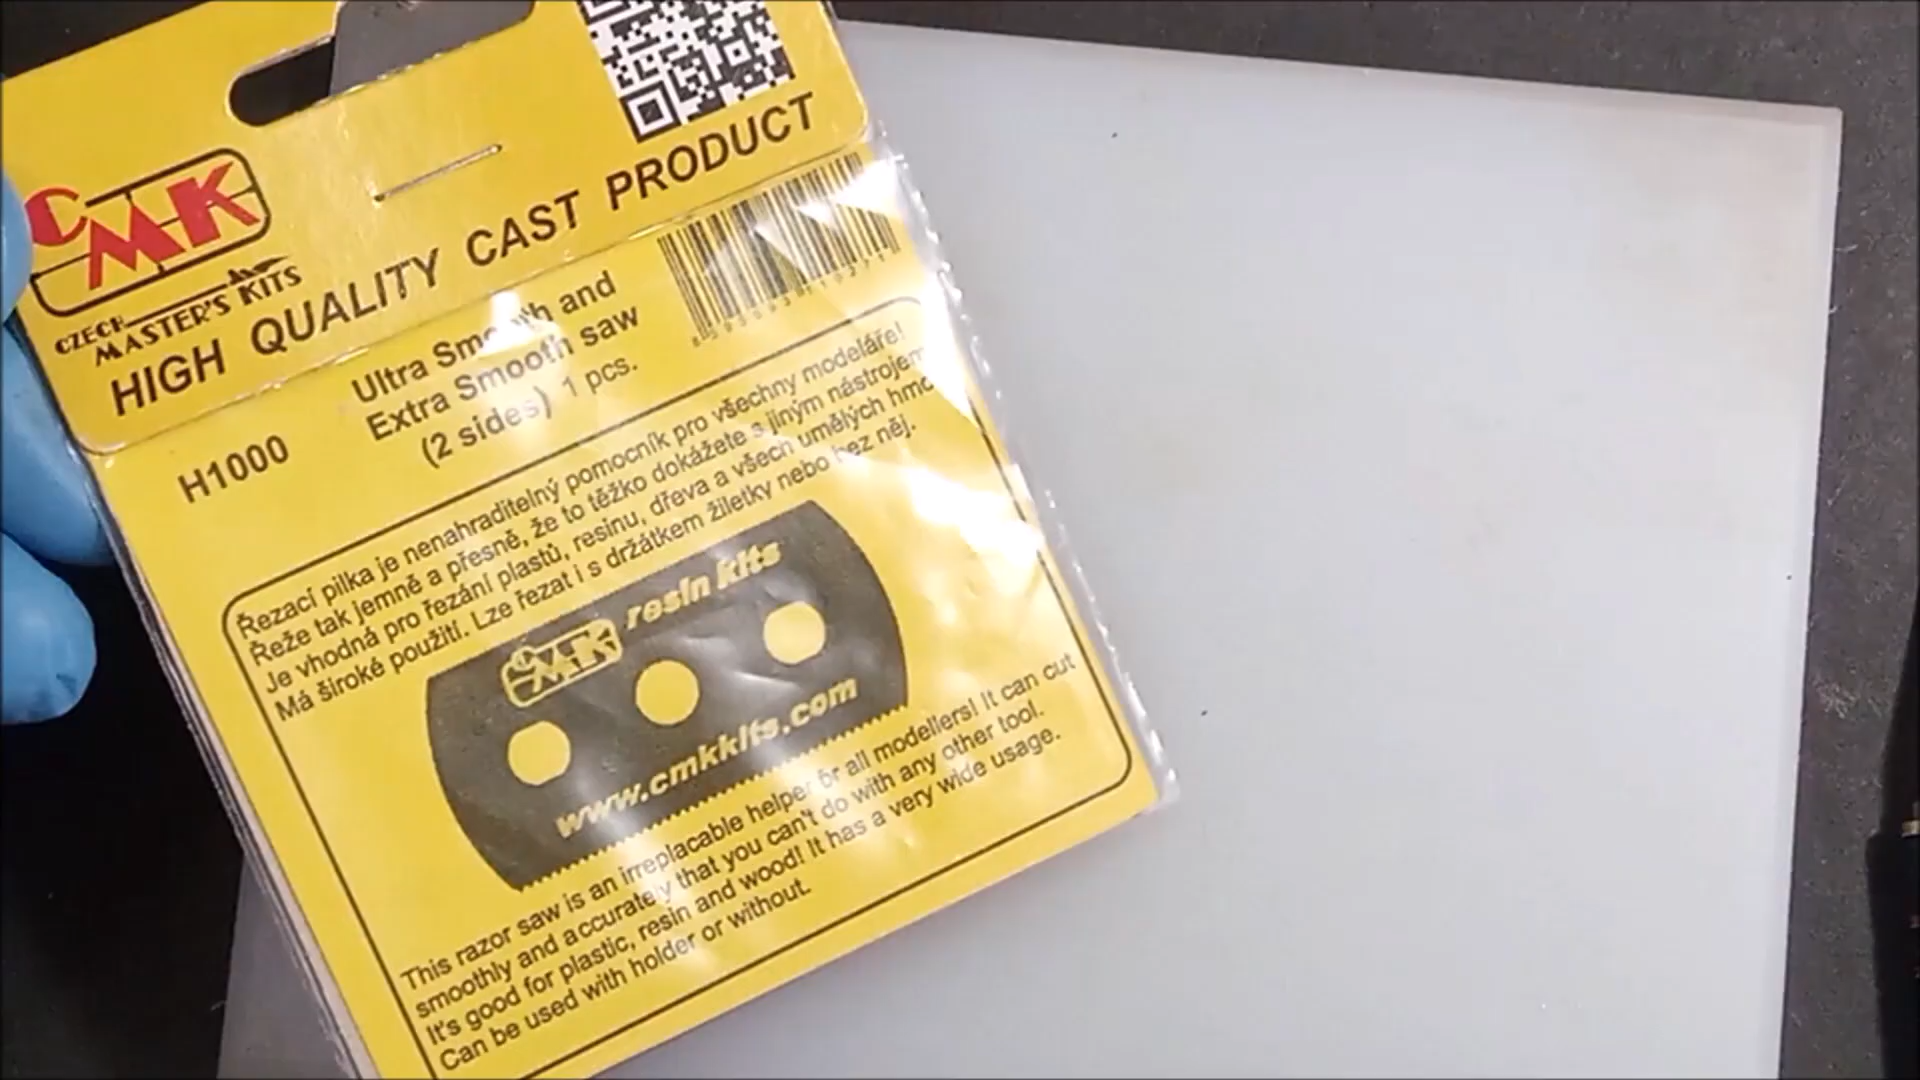 CMK
CZECH
MASTER'S KITS
HIGH QUALITY CAST PRODUCT
H1000
Ultra Smooth and
Extra Smooth saw
(2 sides) 1 pcs.
Řezací pilka je nenahraditelný pomocník pro všechny modeláře!
Řeže tak jemně a přesně, že to těžko dokážete s jiným nástrojem
Je vhodná pro řezání plastů, resinu, dřeva a všech umělých hmo
Má široké použití. Lze řezat i s držátkem žiletky nebo bez něj.
CMK resin kits
www.cmkkits.com
This razor saw is an irreplacable helper for all modellers! It can cut
smoothly and accurately that you can't do with any other tool.
It's good for plastic, resin and wood! It has a very wide usage.
Can be used with holder or without.